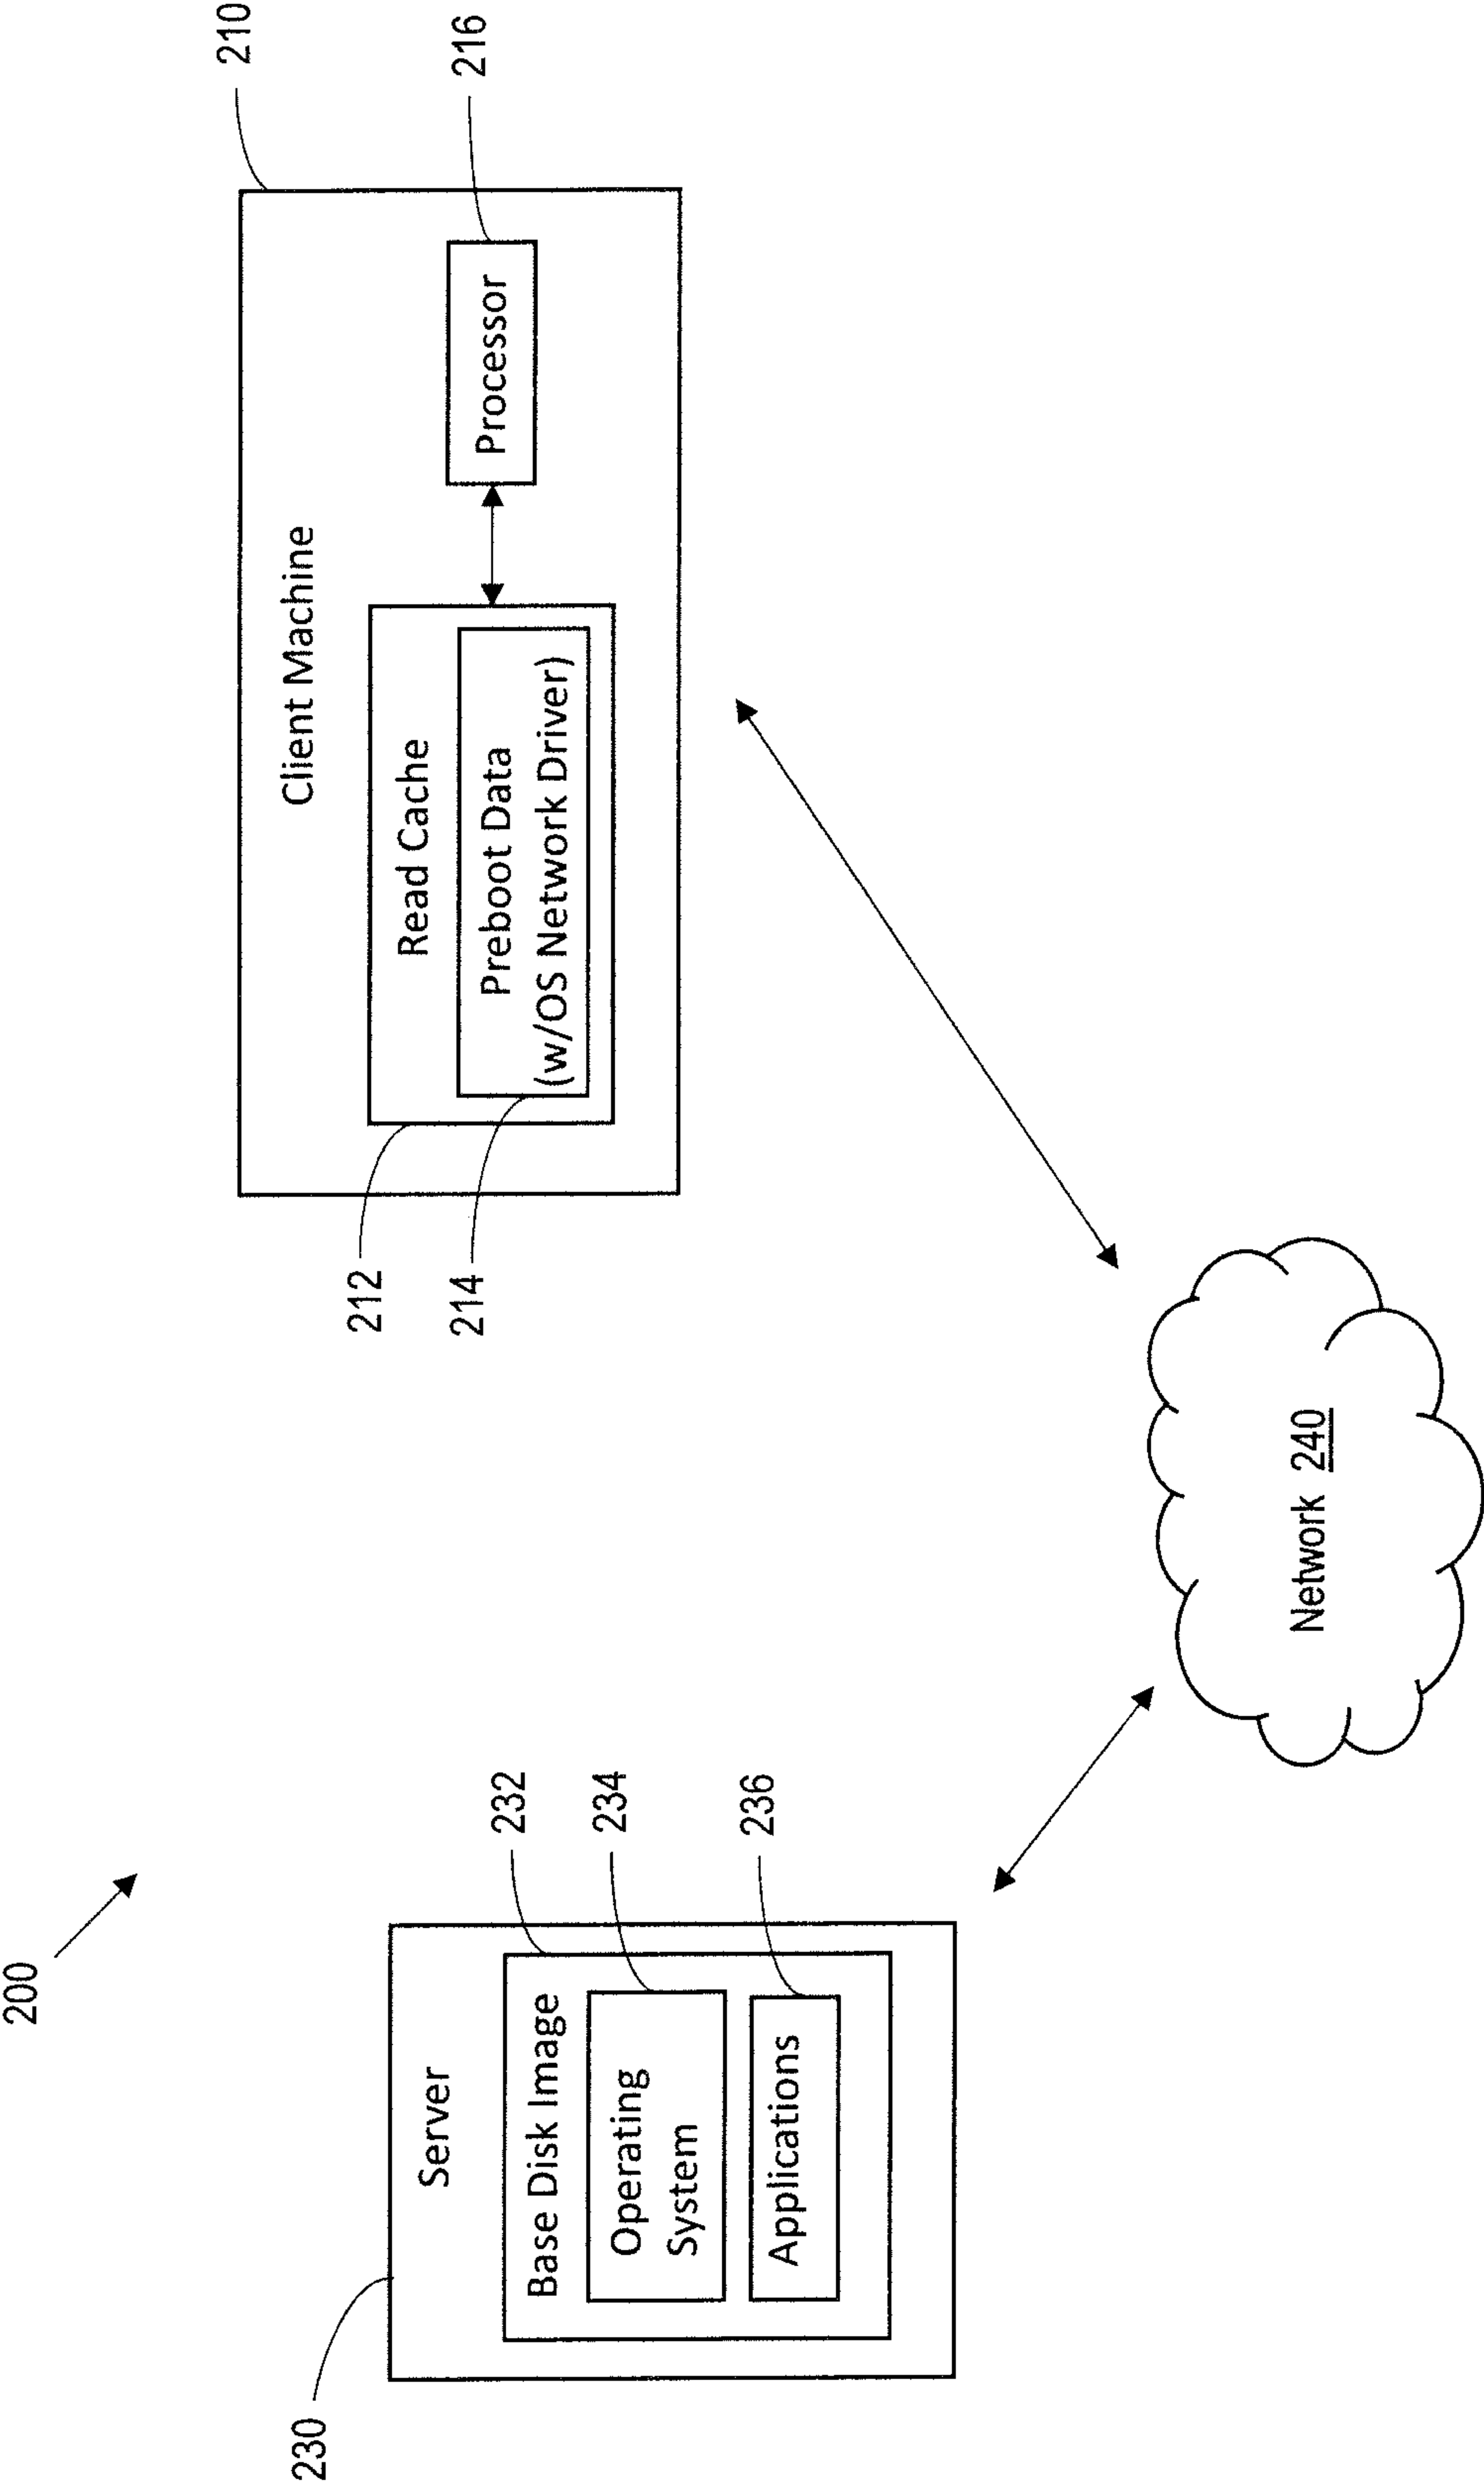 200
230
Server
Base Disk Image
Operating
System
Applications
232
234
236
Client Machine
Read Cache
Preboot Data
(w/OS Network Driver)
Processor
210
216
212
214
Network 240